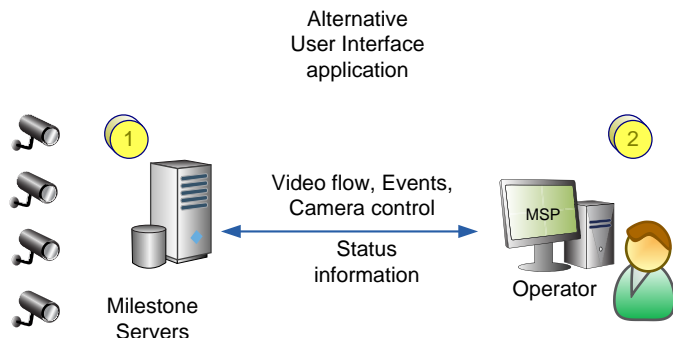 Alternative
User Interface
application
1
2
Video flow, Events,
Camera control
MSP
Status
information
Operator
Milestone
Servers